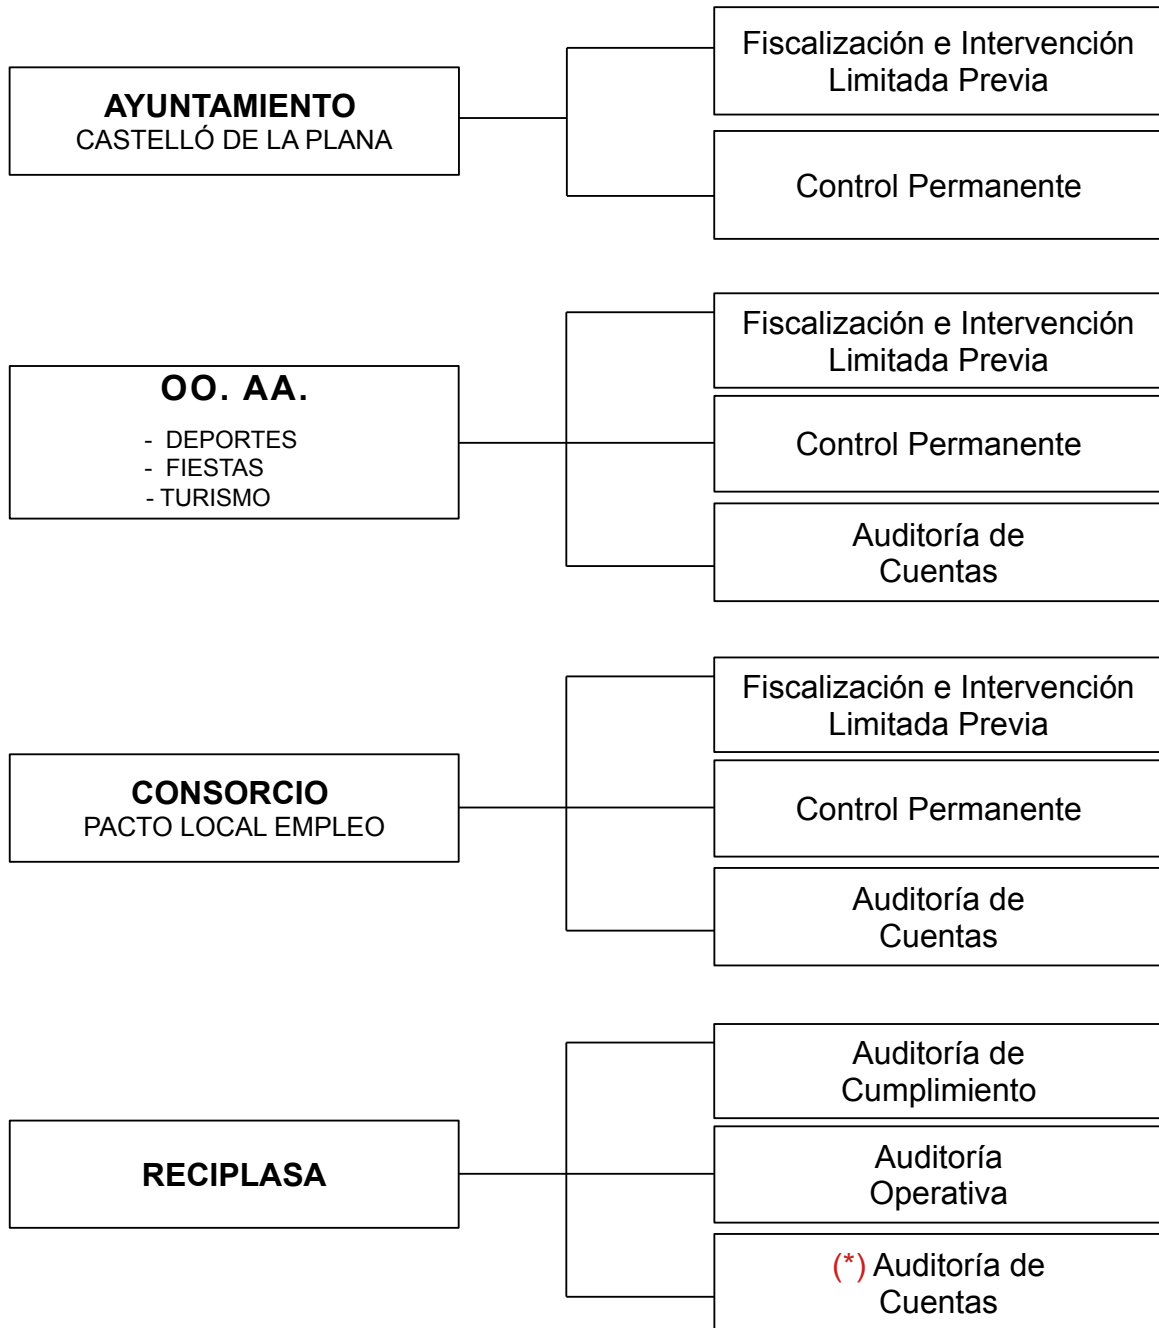 AYUNTAMIENTO
CASTELLÓ DE LA PLANA
Fiscalización e Intervención
Limitada Previa
Control Permanente
OO. AA.
- DEPORTES
- FIESTAS
- TURISMO
Fiscalización e Intervención
Limitada Previa
Control Permanente
Auditoría de
Cuentas
CONSORCIO
PACTO LOCAL EMPLEO
Fiscalización e Intervención
Limitada Previa
Control Permanente
Auditoría de
Cuentas
RECIPLASA
Auditoría de
Cumplimiento
Auditoría
Operativa
(*) Auditoría de
Cuentas